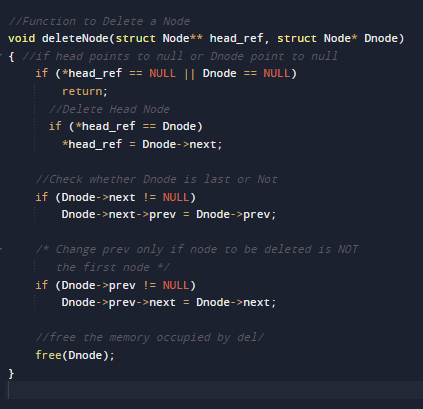 //Function to Delete a Node
void deleteNode(struct Node** head_ref, struct Node* Dnode)
{ //if head points to null or Dnode point to null
if (*head_ref == NULL || Dnode == NULL)
return;
//Delete Head Node
if (*head_ref == Dnode)
*head_ref = Dnode->next;
//Check whether Dnode is last or Not
if (Dnode->next != NULL)
Dnode->next->prev = Dnode->prev;
/* Change prev only if node to be deleted is NOT
the first node */
if (Dnode->prev != NULL)
Dnode->prev->next = Dnode->next;
//free the memory occupied by del/
free(Dnode);
}